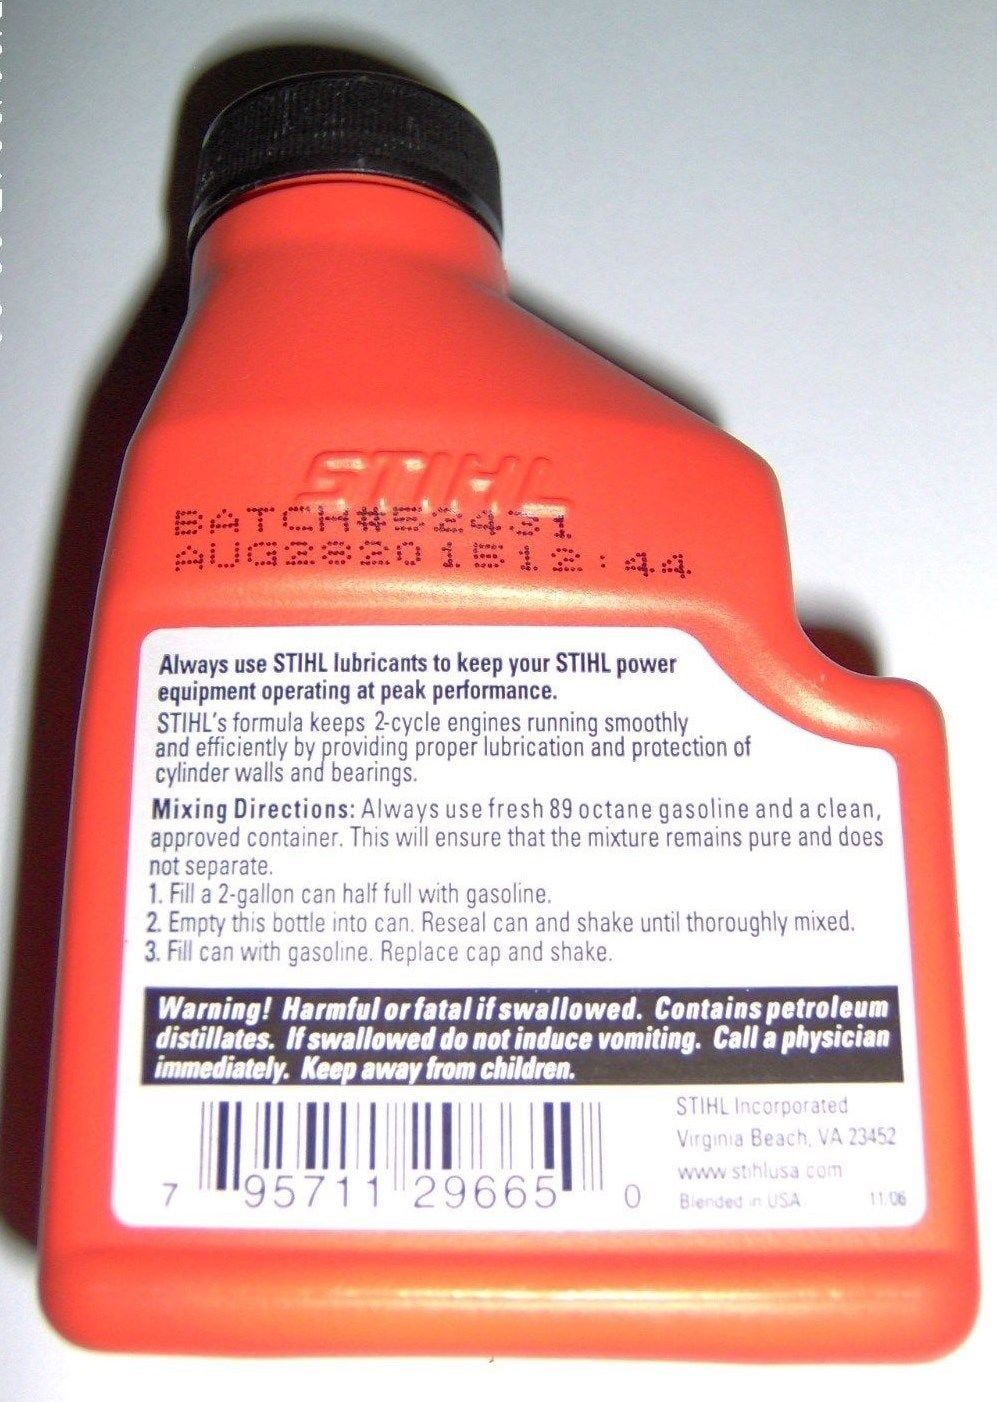 STIHL
BATCH#52431
AUG28201512:44
Always use STIHL lubricants to keep your STIHL power
equipment operating at peak performance.
STIHL's formula keeps 2-cycle engines running smoothly
and efficiently by providing proper lubrication and protection of
cylinder walls and bearings.
Mixing Directions: Always use fresh 89 octane gasoline and a clean,
approved container. This will ensure that the mixture remains pure and does
not separate.
1. Fill a 2-gallon can half full with gasoline.
2. Empty this bottle into can. Reseal can and shake until thoroughly mixed.
3. Fill can with gasoline. Replace cap and shake.
Warning! Harmful or fatal if swallowed. Contains petroleum
distillates. If swallowed do not induce vomiting. Call a physician
immediately. Keep away from children.
STIHL Incorporated
Virginia Beach, VA 23452
www.stihlusa.com
Blended in USA 11/06
7 95711 29665 0